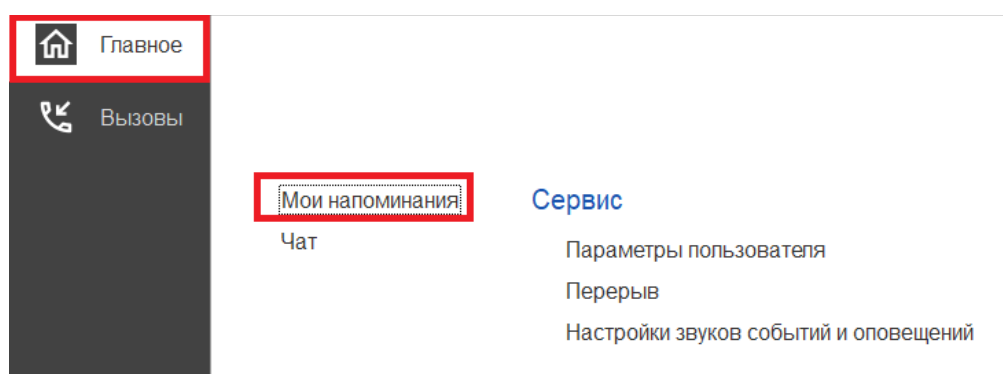 Главное
Вызовы
Мои напоминания
Чат
Сервис
Параметры пользователя
Перерыв
Настройки звуков событий и оповещений